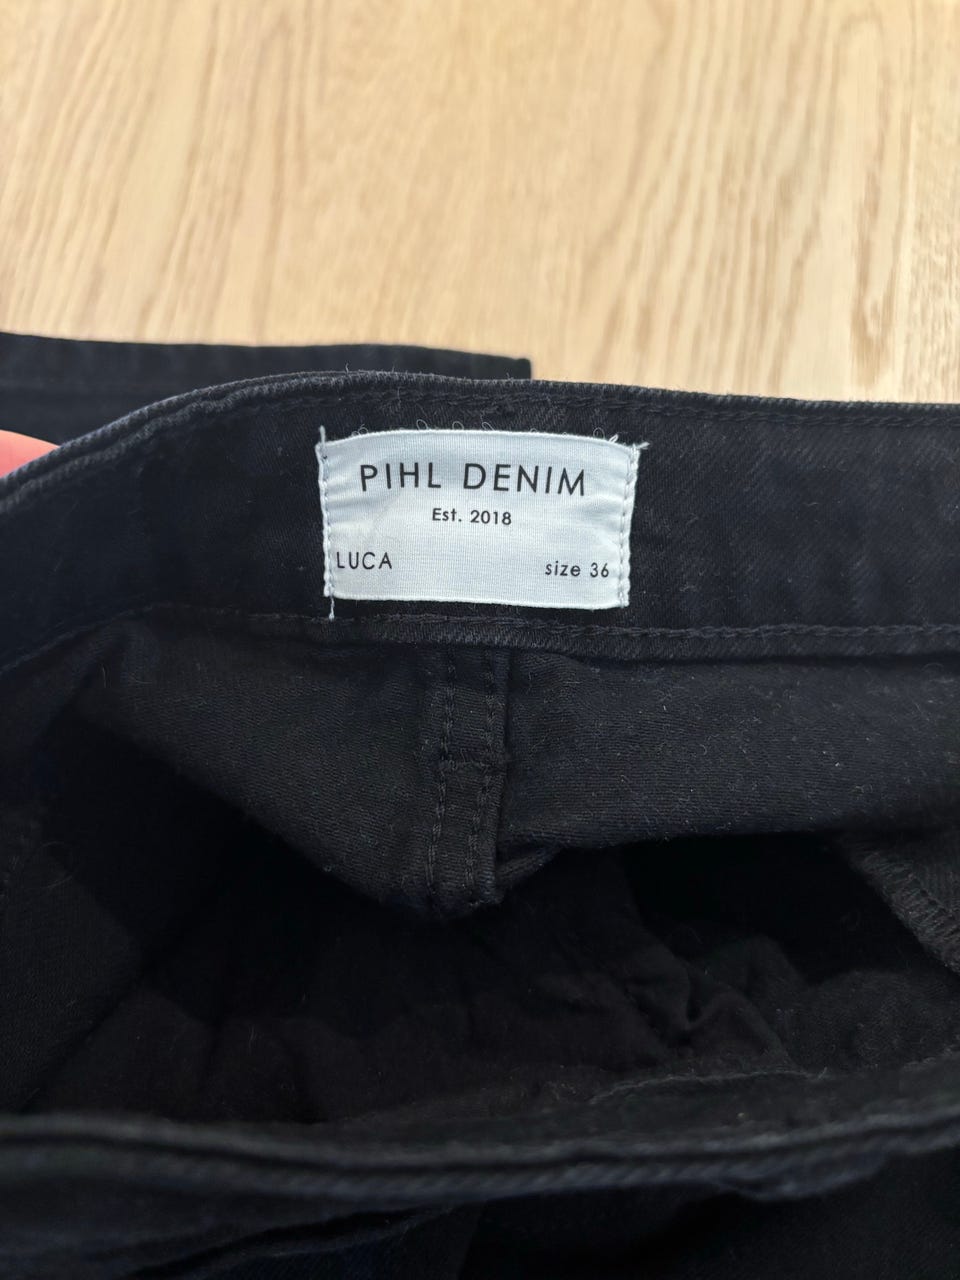 PIHL DENIM
Est. 2018
LUCA size 36